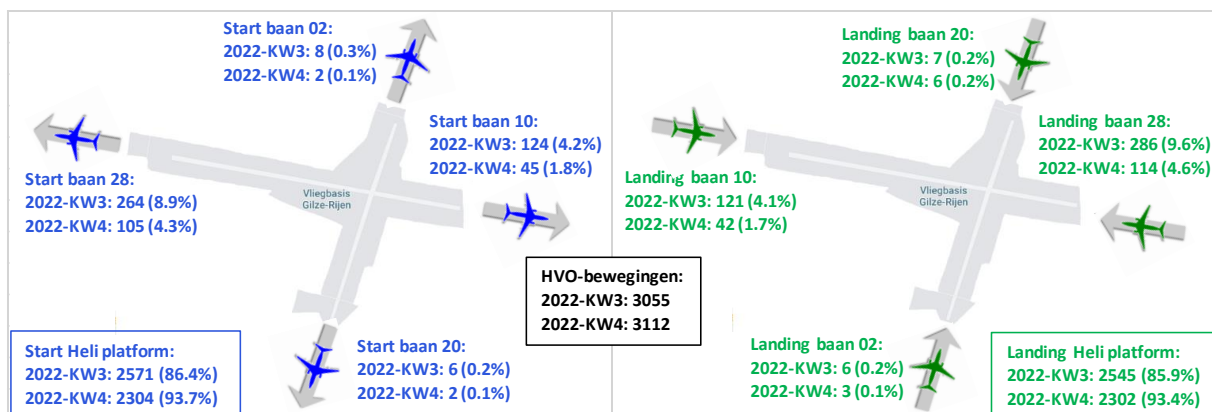 Start baan 02:
2022-KW3: 8 (0.3%)
2022-KW4: 2 (0.1%)
Start baan 10:
2022-KW3: 124 (4.2%)
2022-KW4: 45 (1.8%)
Start baan 28:
2022-KW3: 264 (8.9%)
2022-KW4: 105 (4.3%)
Vliegbasis
Gilze-Rijen
Start Heli platform:
2022-KW3: 2571 (86.4%)
2022-KW4: 2304 (93.7%)
Start baan 20:
2022-KW3: 6 (0.2%)
2022-KW4: 2 (0.1%)
HVO-bewegingen:
2022-KW3: 3055
2022-KW4: 3112
Landing baan 20:
2022-KW3: 7 (0.2%)
2022-KW4: 6 (0.2%)
Landing baan 28:
2022-KW3: 286 (9.6%)
2022-KW4: 114 (4.6%)
Landing baan 10:
2022-KW3: 121 (4.1%)
2022-KW4: 42 (1.7%)
Vliegbasis
Gilze-Rijen
Landing baan 02:
2022-KW3: 6 (0.2%)
2022-KW4: 3 (0.1%)
Landing Heli platform:
2022-KW3: 2545 (85.9%)
2022-KW4: 2302 (93.4%)